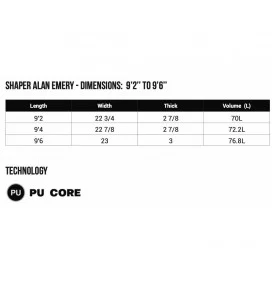 SHAPER ALAN EMERY - DIMENSIONS: 9'2'' TO 9'6''
Length Width Thick Volume (L)
9'2 22 3/4 2 7/8 70L
9'4 22 7/8 2 7/8 72.2L
9'6 23 3 76.8L
TECHNOLOGY
PU PU CORE